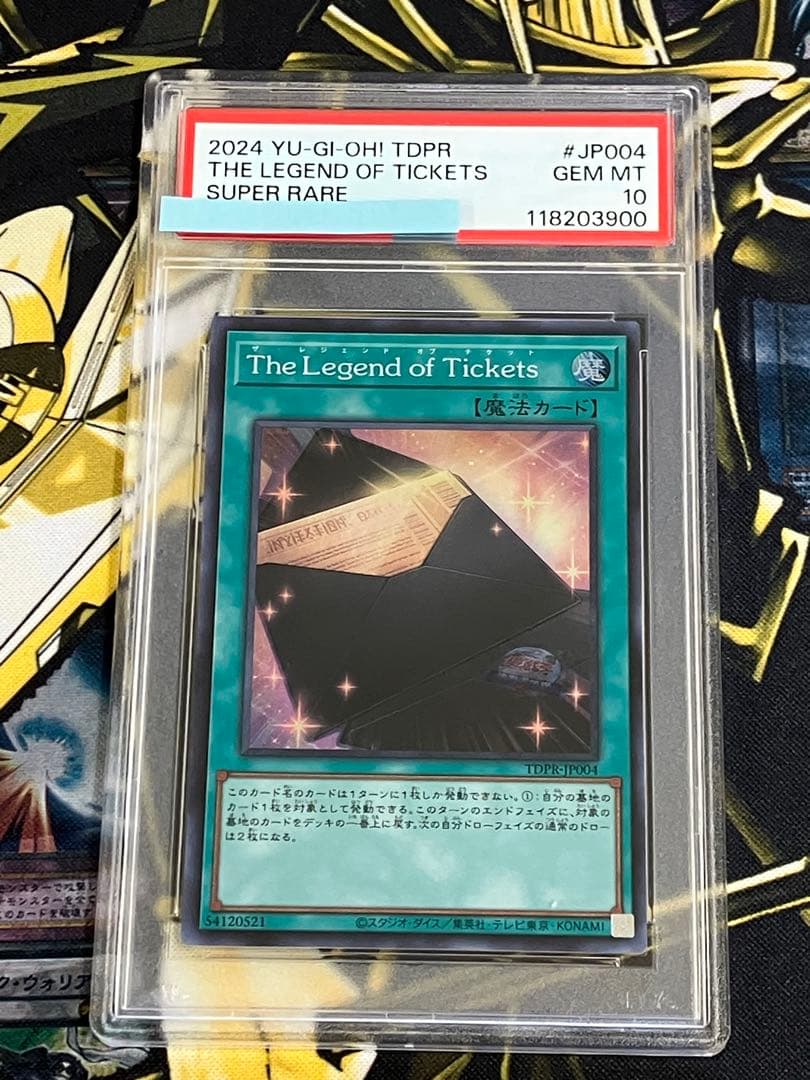 2024 YU-GI-OH! TDPR #JP004
THE LEGEND OF TICKETS GEM MT
SUPER RARE 10
118203900
ザ・レジェンド オブ チケット
The Legend of Tickets 魔
【魔法カード】
TDPR-JP004
このカード名のカードは1ターンに1枚しか発動できない。①:自分の墓地の
カード1枚を対象として発動できる。このターンのエンドフェイズに、対象の
墓地のカードをデッキの一番上に戻す。次の自分ドローフェイズの通常のドロー
は2枚になる。
54120521 ©スタジオ・ダイス/集英社・テレビ東京・KONAMI
ク・ウォリア